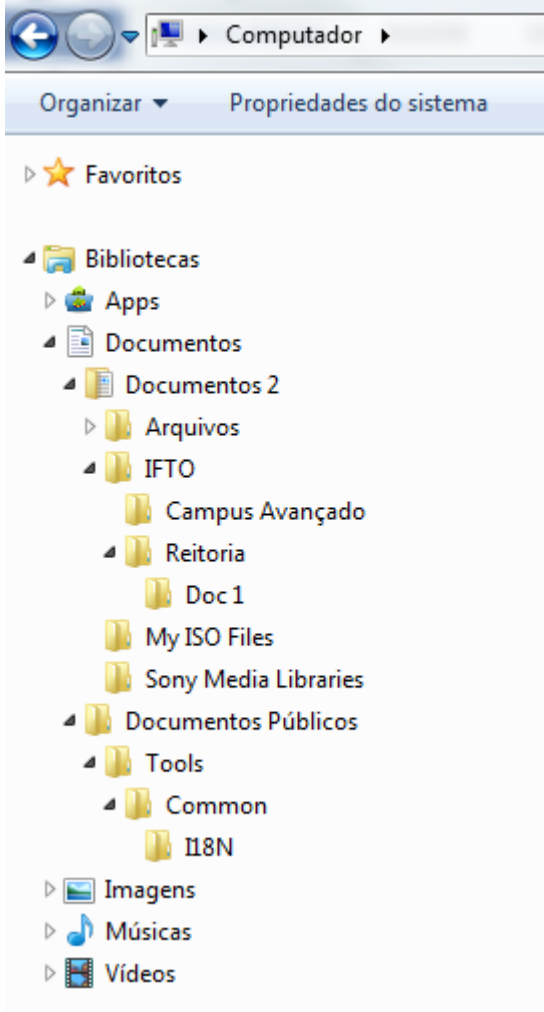 Computador
Organizar Propriedades do sistema
Favoritos
Bibliotecas
Apps
Documentos
Documentos 2
Arquivos
IFTO
Campus Avançado
Reitoria
Doc 1
My ISO Files
Sony Media Libraries
Documentos Públicos
Tools
Common
I18N
Imagens
Músicas
Vídeos